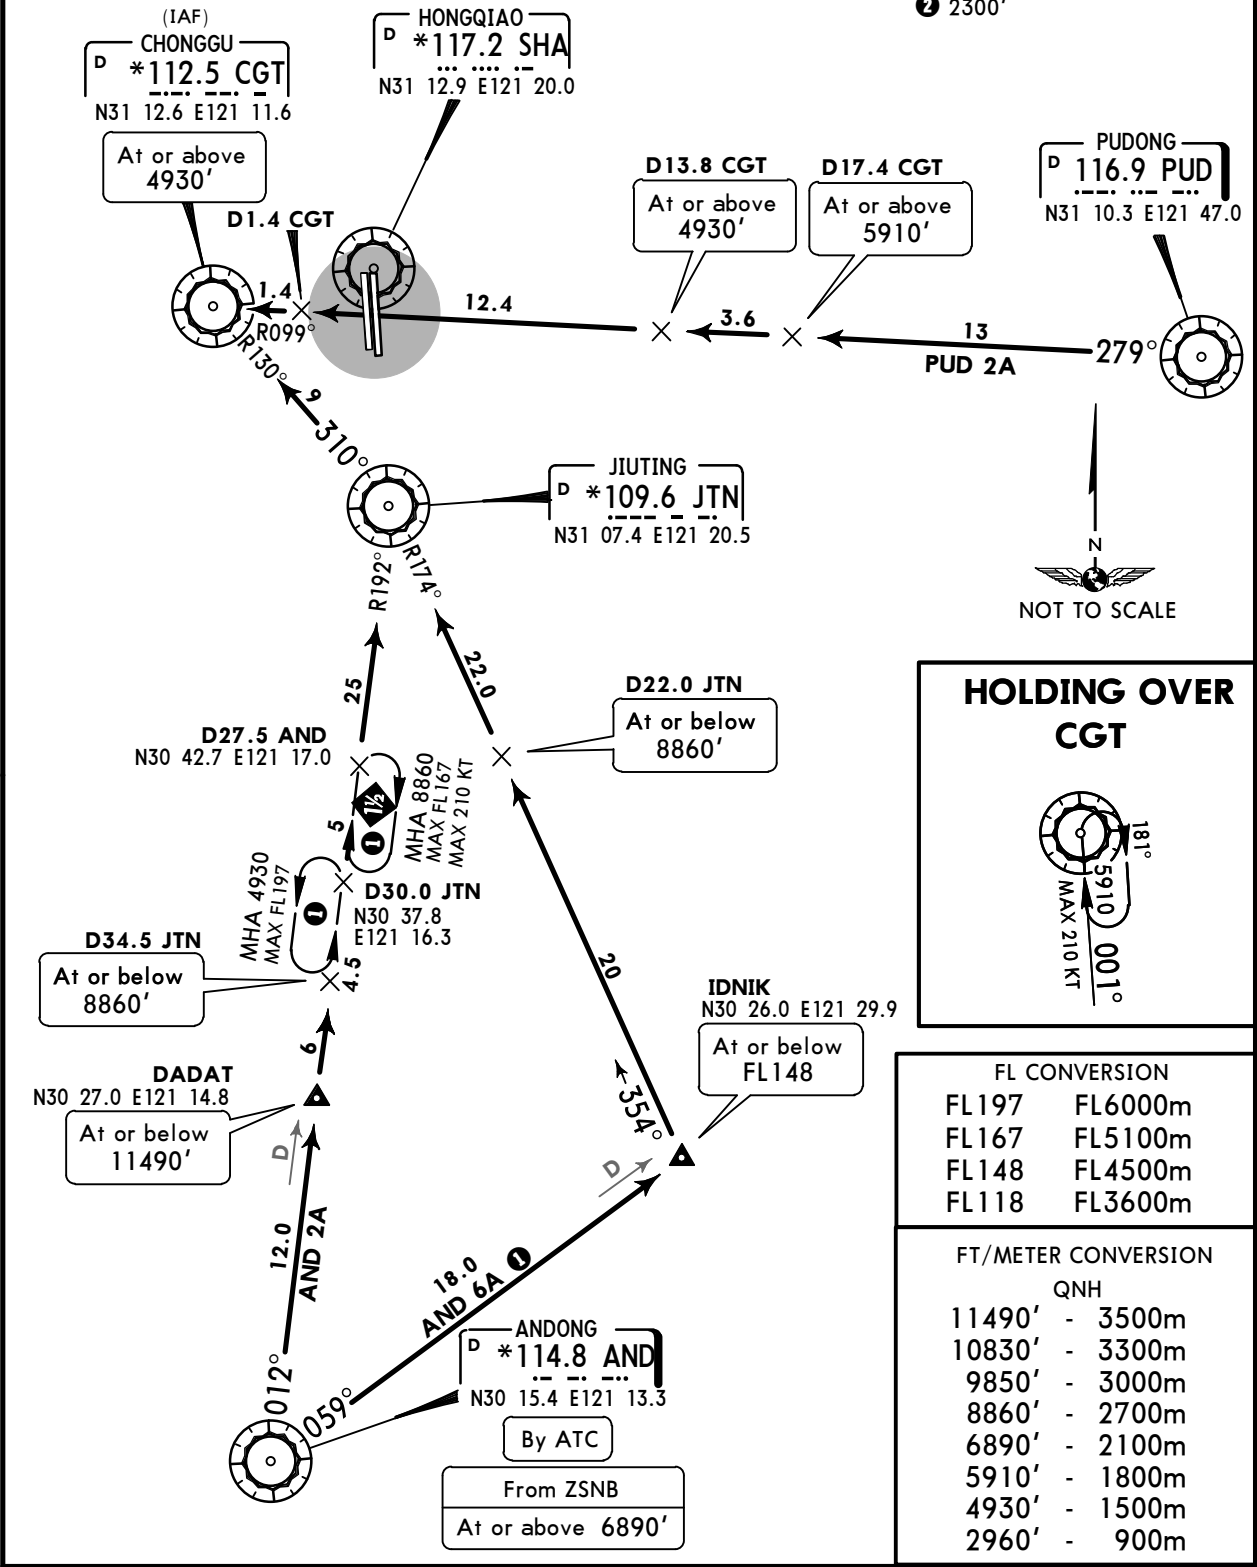 ❷ 2300'
(IAF)
CHONGGU
D *112.5 CGT
N31 12.6 E121 11.6
At or above
4930'
HONGQIAO
D *117.2 SHA
N31 12.9 E121 20.0
D1.4 CGT
D13.8 CGT
At or above
4930'
D17.4 CGT
At or above
5910'
PUDONG
D 116.9 PUD
N31 10.3 E121 47.0
1.4
R099°
12.4
3.6
13
279°
PUD 2A
R130°
9
310°
JIUTING
D *109.6 JTN
N31 07.4 E121 20.5
R192°
R174°
N
NOT TO SCALE
25
22.0
D22.0 JTN
At or below
8860'
D27.5 AND
N30 42.7 E121 17.0
1½
❶
MHA 8860
MAX FL167
MAX 210 KT
5
MHA 4930
MAX FL197
❶
D30.0 JTN
N30 37.8
E121 16.3
D34.5 JTN
At or below
8860'
4.5
20
IDNIK
N30 26.0 E121 29.9
At or below
FL148
6
DADAT
N30 27.0 E121 14.8
At or below
11490'
D
354°
D
12.0
AND 2A
18.0
AND 6A ❶
012°
059°
ANDONG
D *114.8 AND
N30 15.4 E121 13.3
By ATC
From ZSNB
At or above 6890'
HOLDING OVER
CGT
181°
5910
MAX 210 KT
001°
FL CONVERSION
FL197 FL6000m
FL167 FL5100m
FL148 FL4500m
FL118 FL3600m
FT/METER CONVERSION
QNH
11490' - 3500m
10830' - 3300m
9850' - 3000m
8860' - 2700m
6890' - 2100m
5910' - 1800m
4930' - 1500m
2960' - 900m